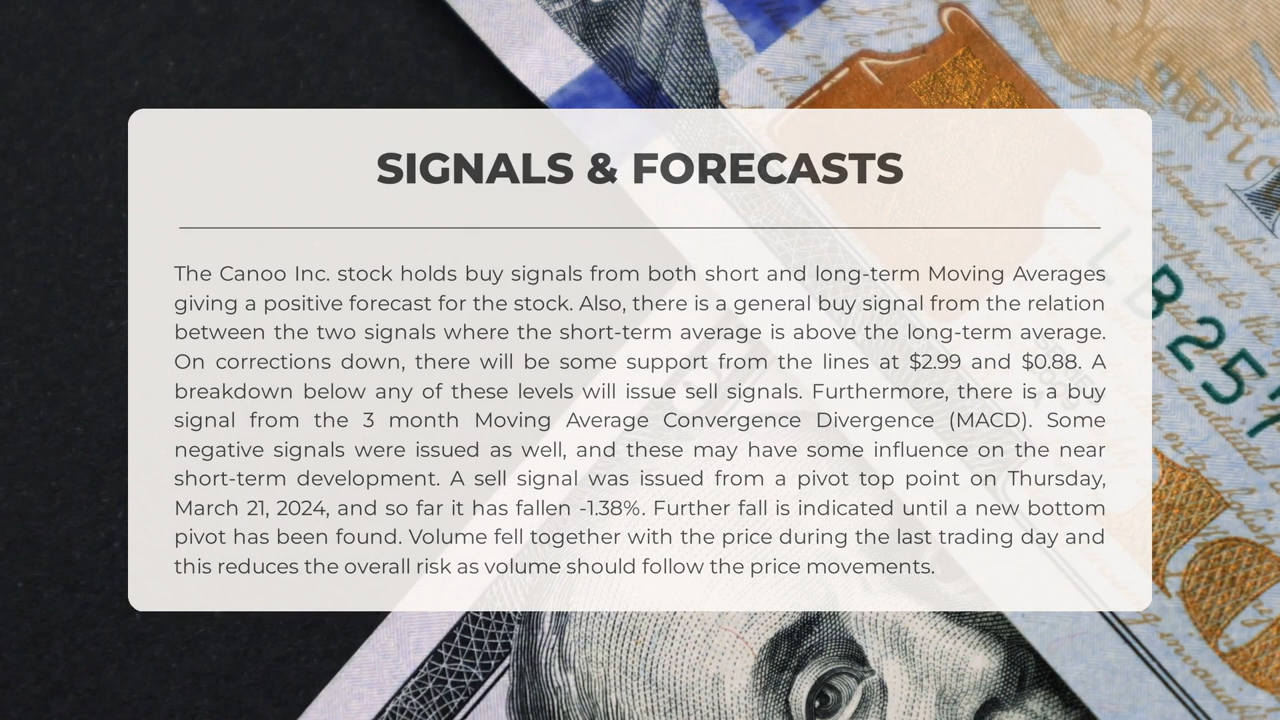 SIGNALS & FORECASTS
The Canoo Inc. stock holds buy signals from both short and long-term Moving Averages
giving a positive forecast for the stock. Also, there is a general buy signal from the relation
between the two signals where the short-term average is above the long-term average.
On corrections down, there will be some support from the lines at $2.99 and $0.88. A
breakdown below any of these levels will issue sell signals. Furthermore, there is a buy
signal from the 3 month Moving Average Convergence Divergence (MACD). Some
negative signals were issued as well, and these may have some influence on the near
short-term development. A sell signal was issued from a pivot top point on Thursday,
March 21, 2024, and so far it has fallen -1.38%. Further fall is indicated until a new bottom
pivot has been found. Volume fell together with the price during the last trading day and
this reduces the overall risk as volume should follow the price movements.